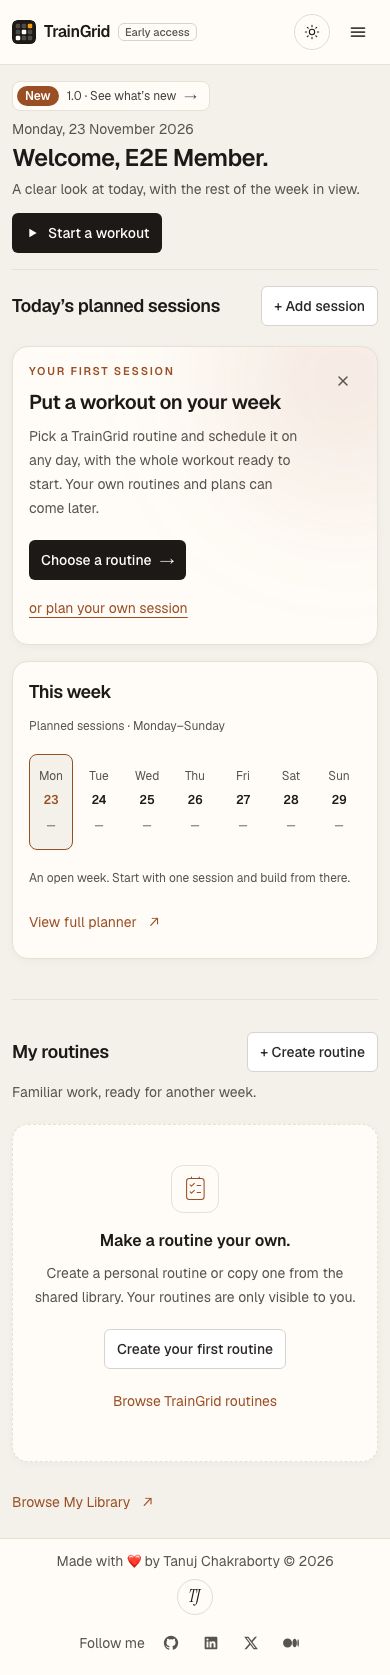 TrainGrid Early access
New 1.0 · See what's new →
Monday, 23 November 2026
Welcome, E2E Member.
A clear look at today, with the rest of the week in view.
Start a workout
Today's planned sessions
+ Add session
YOUR FIRST SESSION
Put a workout on your week
Pick a TrainGrid routine and schedule it on
any day, with the whole workout ready to
start. Your own routines and plans can
come later.
Choose a routine →
or plan your own session
This week
Planned sessions · Monday–Sunday
Mon Tue Wed Thu Fri Sat Sun
23 24 25 26 27 28 29
– – – – – – –
An open week. Start with one session and build from there.
View full planner ↗
My routines
+ Create routine
Familiar work, ready for another week.
Make a routine your own.
Create a personal routine or copy one from the
shared library. Your routines are only visible to you.
Create your first routine
Browse TrainGrid routines
Browse My Library ↗
Made with ❤️ by Tanuj Chakraborty © 2026
TJ
Follow me